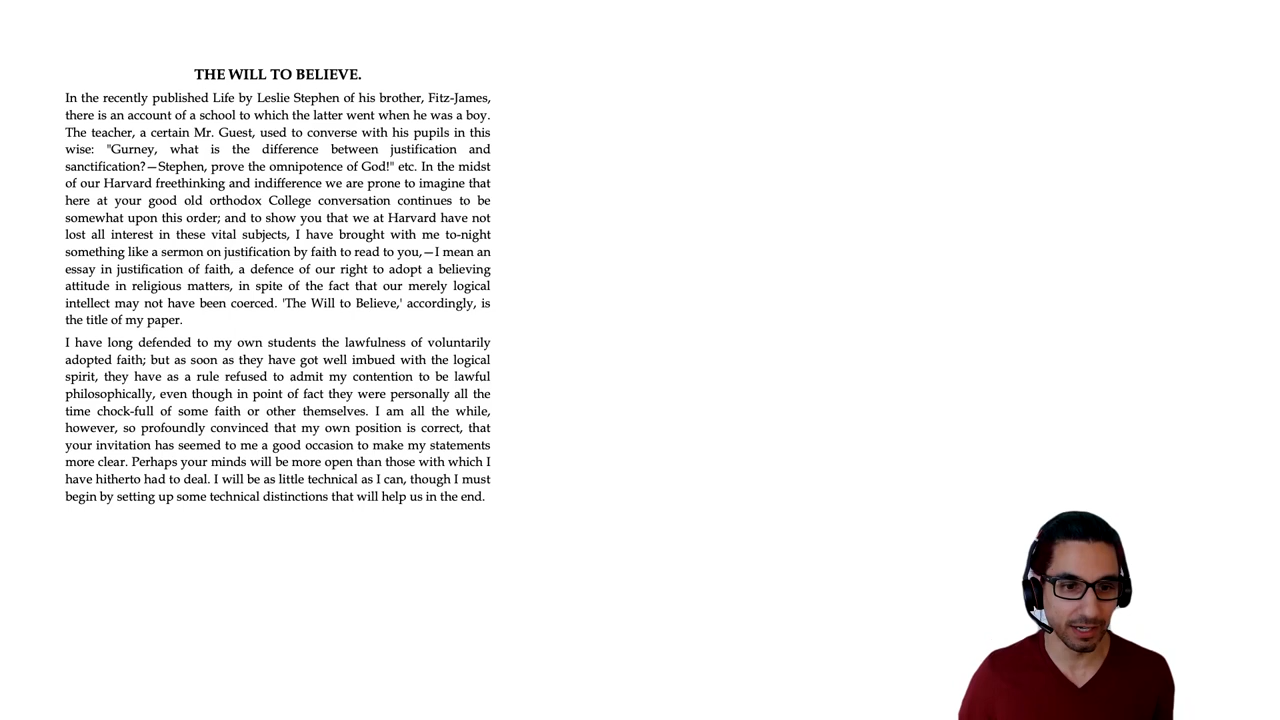 THE WILL TO BELIEVE.
In the recently published Life by Leslie Stephen of his brother, Fitz-James,
there is an account of a school to which the latter went when he was a boy.
The teacher, a certain Mr. Guest, used to converse with his pupils in this
wise: "Gurney, what is the difference between justification and
sanctification?—Stephen, prove the omnipotence of God!" etc. In the midst
of our Harvard freethinking and indifference we are prone to imagine that
here at your good old orthodox College conversation continues to be
somewhat upon this order; and to show you that we at Harvard have not
lost all interest in these vital subjects, I have brought with me to-night
something like a sermon on justification by faith to read to you,—I mean an
essay in justification of faith, a defence of our right to adopt a believing
attitude in religious matters, in spite of the fact that our merely logical
intellect may not have been coerced. 'The Will to Believe,' accordingly, is
the title of my paper.
I have long defended to my own students the lawfulness of voluntarily
adopted faith; but as soon as they have got well imbued with the logical
spirit, they have as a rule refused to admit my contention to be lawful
philosophically, even though in point of fact they were personally all the
time chock-full of some faith or other themselves. I am all the while,
however, so profoundly convinced that my own position is correct, that
your invitation has seemed to me a good occasion to make my statements
more clear. Perhaps your minds will be more open than those with which I
have hitherto had to deal. I will be as little technical as I can, though I must
begin by setting up some technical distinctions that will help us in the end.